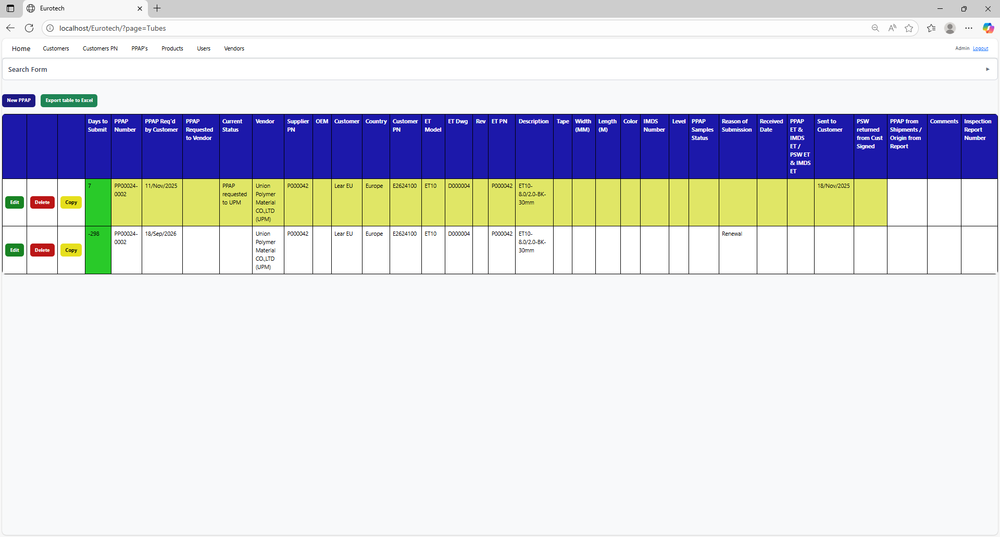 Eurotech
localhost/Eurotech/?page=Tubes
Home Customers Customers PN PPAP's Products Users Vendors Admin Logout
Search Form
New PPAP Export table to Excel
Days to Submit PPAP Number PPAP Req'd by Customer PPAP Requested to Vendor Current Status Vendor Supplier PN OEM Customer Country Customer PN ET Model ET Dwg Rev ET PN Description Tape Width (MM) Length (M) Color IMDS Number Level PPAP Samples Status Reason of Submission Received Date PPAP ET & IMDS ET / PSW ET & IMDS ET Sent to Customer PSW returned from Cust Signed PPAP from Shipments / Origin from Report Comments Inspection Report Number
Edit Delete Copy 7 PP00024-0002 11/Nov/2025 PPAP requested to UPM Union Polymer Material CO.,LTD (UPM) P000042 Lear EU Europe E2624100 ET10 D000004 P000042 ET10-8.0/2.0-BK-30mm 18/Nov/2025
Edit Delete Copy -298 PP00024-0002 18/Sep/2026 Union Polymer Material CO.,LTD (UPM) P000042 Lear EU Europe E2624100 ET10 D000004 P000042 ET10-8.0/2.0-BK-30mm Renewal